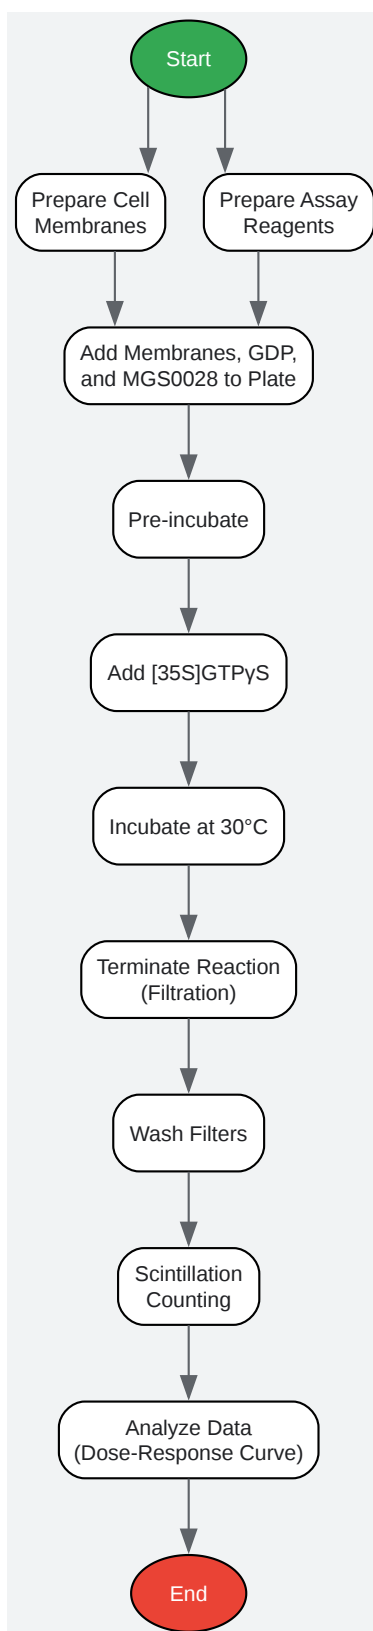 Start
Prepare Cell
Membranes
Prepare Assay
Reagents
Add Membranes, GDP,
and MGS0028 to Plate
Pre-incubate
Add [35S]GTPγS
Incubate at 30°C
Terminate Reaction
(Filtration)
Wash Filters
Scintillation
Counting
Analyze Data
(Dose-Response Curve)
End